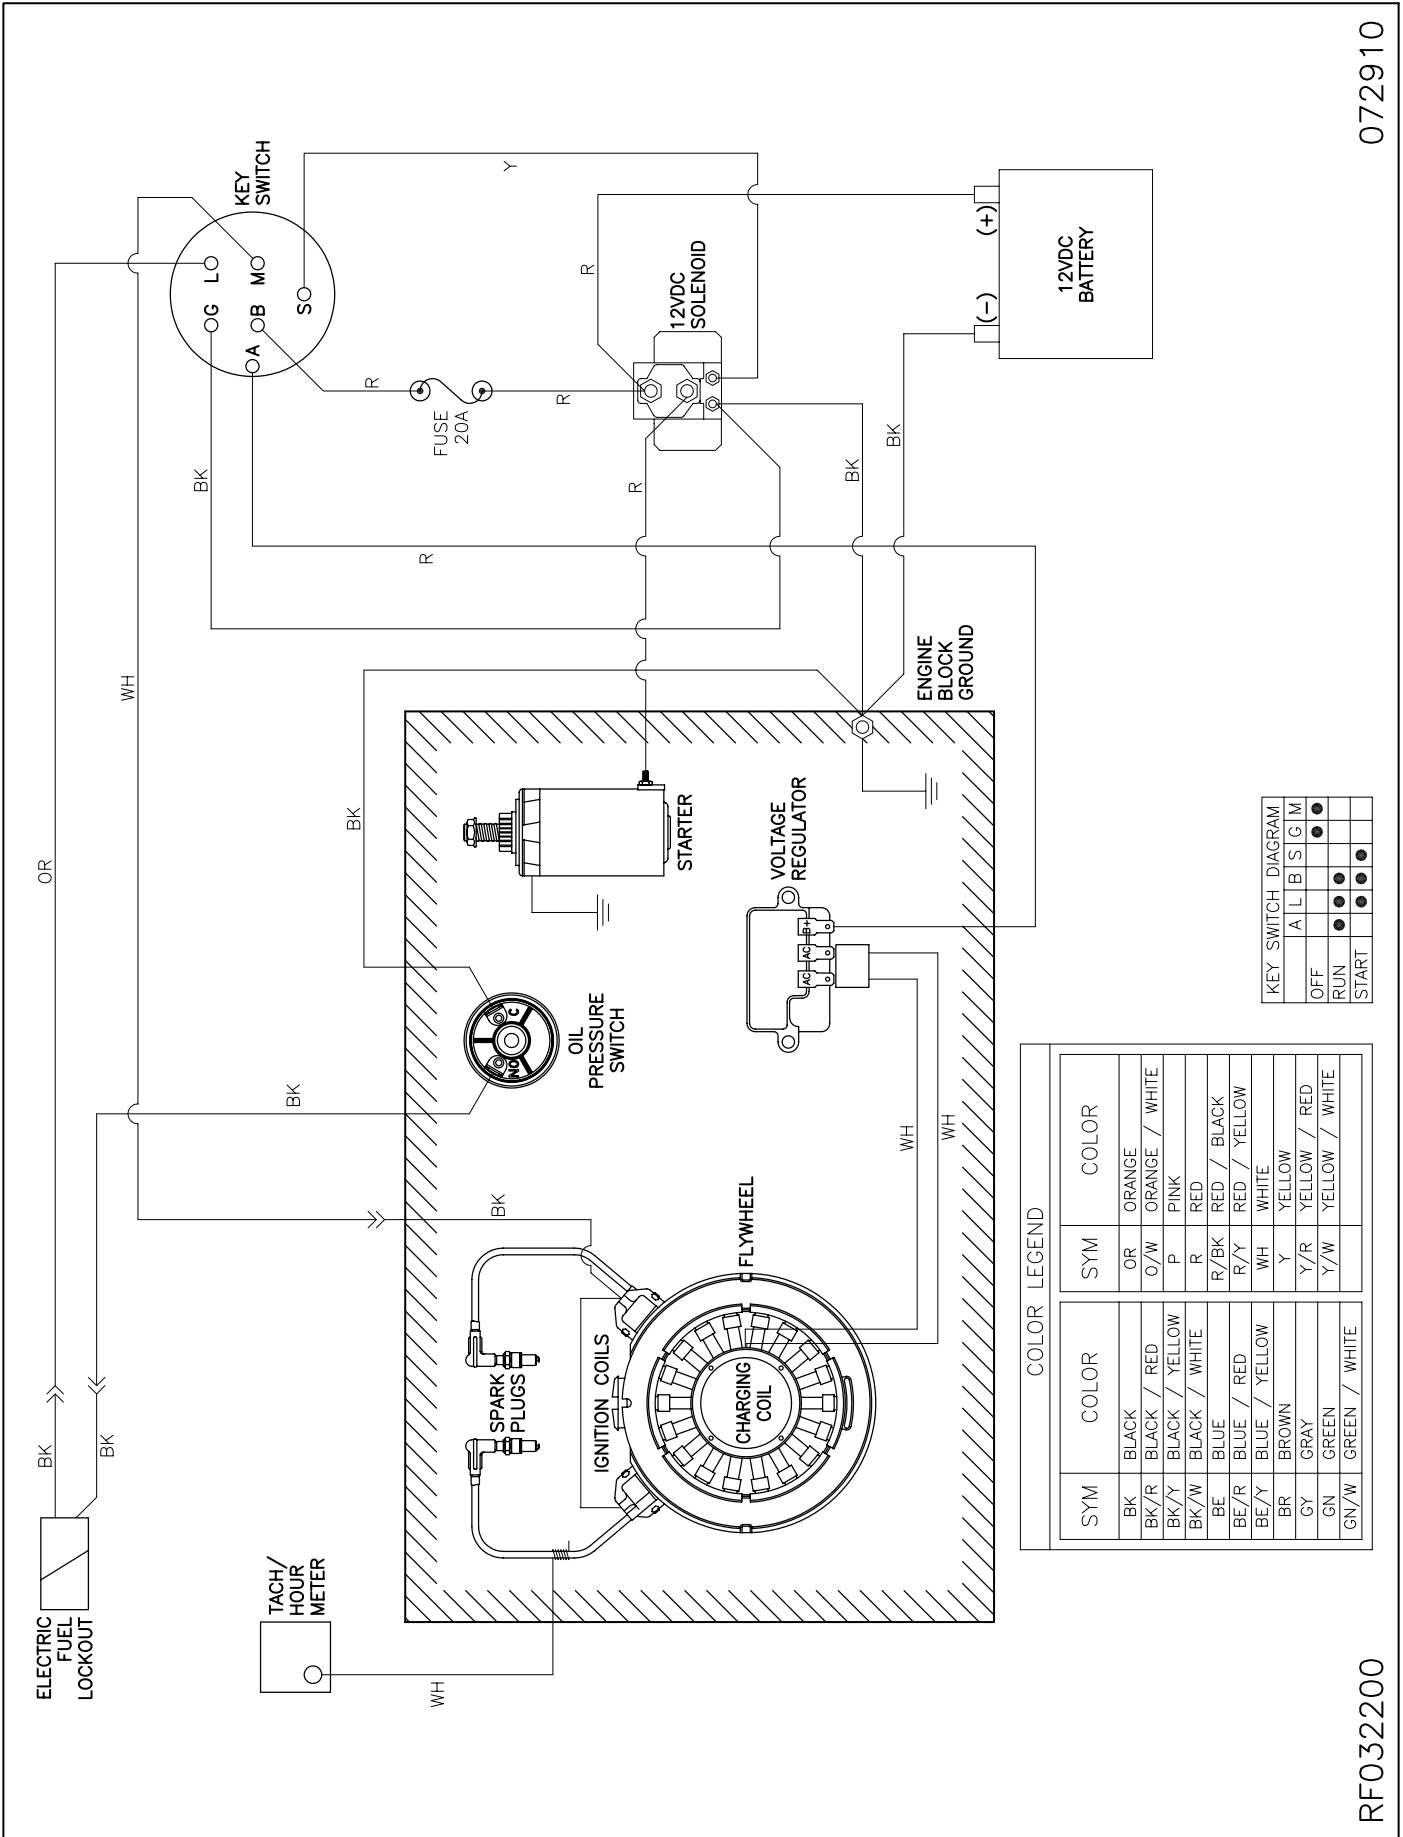 ELECTRIC
FUEL
LOCKOUT
BK
BK
OR
WH
TACH/
HOUR
METER
WH
BK
BK
R
BK
KEY
SWITCH
G
L
A
B
M
S
Y
R
FUSE
20A
R
R
R
12VDC
SOLENOID
BK
BK
(-)
(+)
12VDC
BATTERY
BK
SPARK
PLUGS
IGNITION COILS
FLYWHEEL
CHARGING
COIL
NO
C
OIL
PRESSURE
SWITCH
STARTER
VOLTAGE
REGULATOR
AC
AC
B+
WH
WH
ENGINE
BLOCK
GROUND
COLOR LEGEND
SYM COLOR SYM COLOR
BK BLACK OR ORANGE
BK/R BLACK / RED O/W ORANGE / WHITE
BK/Y BLACK / YELLOW P PINK
BK/W BLACK / WHITE R RED
BE BLUE R/BK RED / BLACK
BE/R BLUE / RED R/Y RED / YELLOW
BE/Y BLUE / YELLOW WH WHITE
BR BROWN Y YELLOW
GY GRAY Y/R YELLOW / RED
GN GREEN Y/W YELLOW / WHITE
GN/W GREEN / WHITE
KEY SWITCH DIAGRAM
A L B S G M
OFF
RUN
START
RF032200
072910